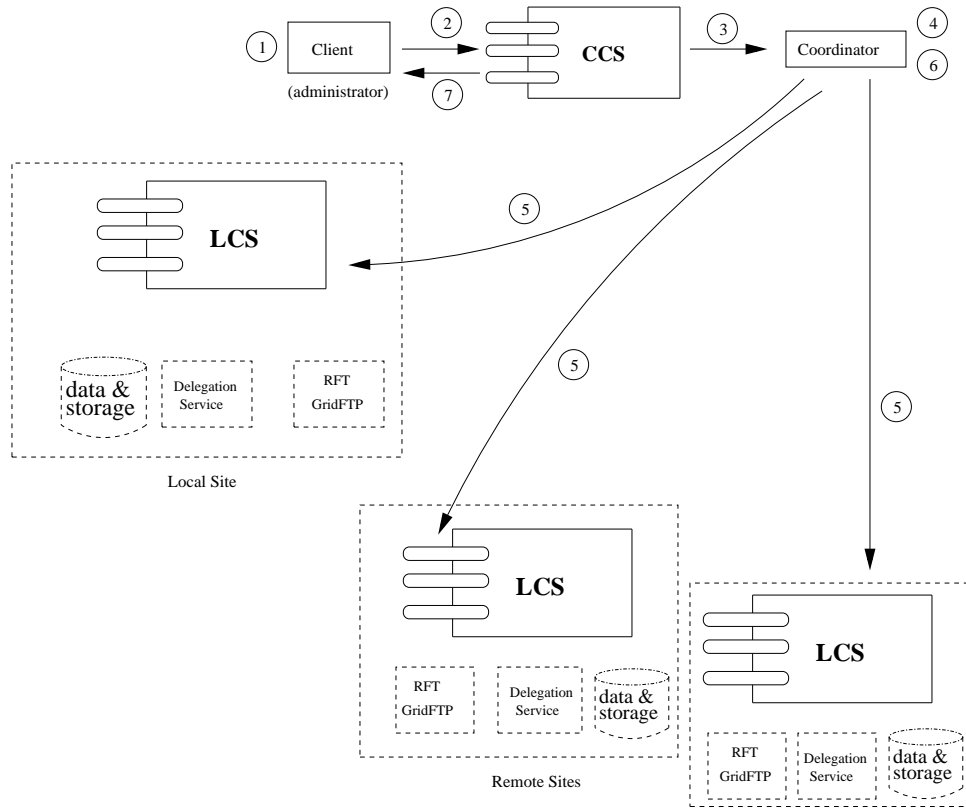 1
Client
(administrator)
2
7
CCS
3
Coordinator
4
6
LCS
5
data &
storage
Delegation
Service
RFT
GridFTP
Local Site
5
5
LCS
RFT
GridFTP
Delegation
Service
data &
storage
Remote Sites
LCS
RFT
GridFTP
Delegation
Service
data &
storage